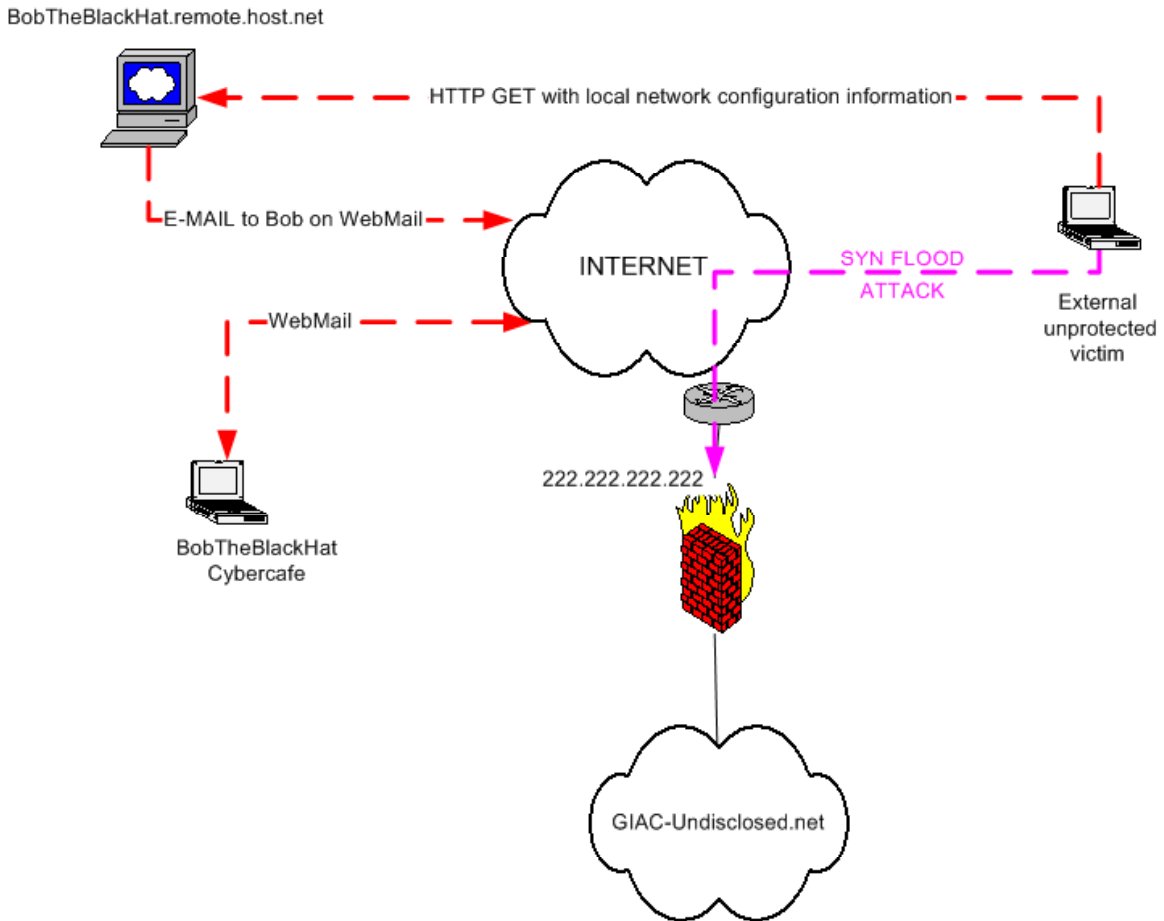 BobTheBlackHat.remote.host.net
HTTP GET with local network configuration information
E-MAIL to Bob on WebMail
INTERNET
SYN FLOOD
ATTACK
External
unprotected
victim
WebMail
222.222.222.222
BobTheBlackHat
Cybercafe
GIAC-Undisclosed.net